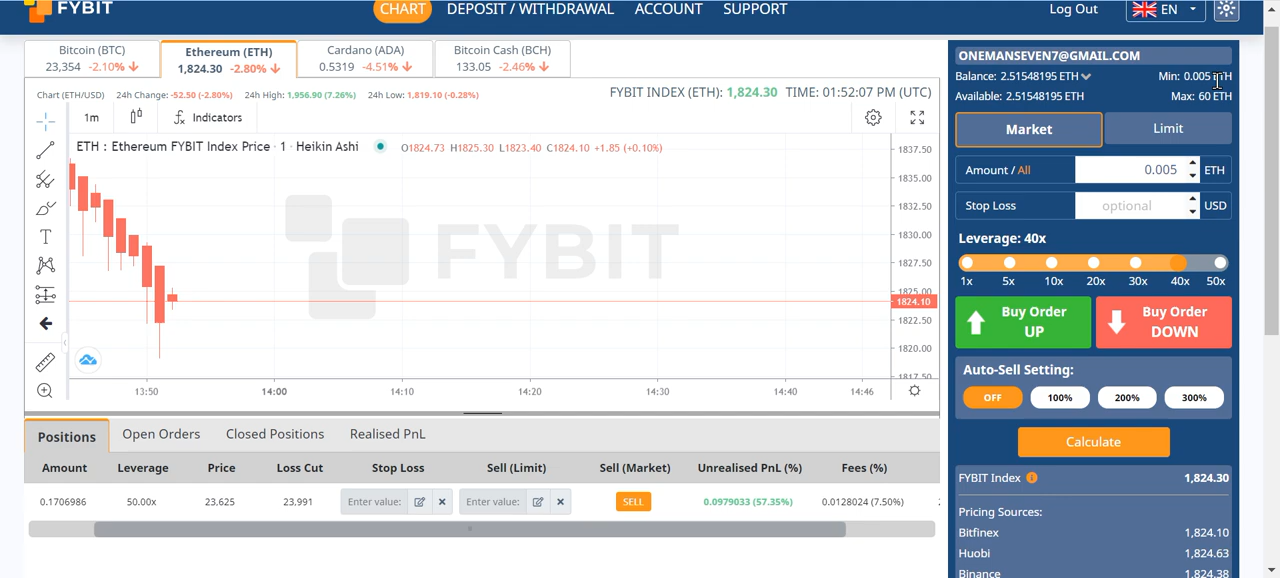 FYBIT
CHART
DEPOSIT / WITHDRAWAL
ACCOUNT
SUPPORT
Log Out
EN
Bitcoin (BTC)
23,354 -2.10%
Ethereum (ETH)
1,824.30 -2.80%
Cardano (ADA)
0.5319 -4.51%
Bitcoin Cash (BCH)
133.05 -2.46%
Chart (ETH/USD)
24h Change: -52.50 (-2.80%)
24h High: 1,956.90 (7.26%)
24h Low: 1,819.10 (-0.28%)
FYBIT INDEX (ETH): 1,824.30 TIME: 01:52:07 PM (UTC)
1m
Indicators
ETH : Ethereum FYBIT Index Price · 1 · Heikin Ashi
O1824.73 H1825.30 L1823.40 C1824.10 +1.85 (+0.10%)
FYBIT
1837.50
1835.00
1832.50
1830.00
1827.50
1825.00
1824.10
1822.50
1820.00
1817.50
13:50
14:00
14:10
14:20
14:30
14:40
14:46
Positions
Open Orders
Closed Positions
Realised PnL
Amount Leverage Price Loss Cut Stop Loss Sell (Limit) Sell (Market) Unrealised PnL (%) Fees (%)
0.1706986 50.00x 23,625 23,991 Enter value: Enter value: SELL 0.0979033 (57.35%) 0.0128024 (7.50%)
ONEMANSEVEN7@GMAIL.COM
Balance: 2.51548195 ETH
Min: 0.005 ETH
Available: 2.51548195 ETH
Max: 60 ETH
Market
Limit
Amount / All 0.005 ETH
Stop Loss optional USD
Leverage: 40x
1x 5x 10x 20x 30x 40x 50x
Buy Order
UP
Buy Order
DOWN
Auto-Sell Setting:
OFF 100% 200% 300%
Calculate
FYBIT Index 1,824.30
Pricing Sources:
Bitfinex 1,824.10
Huobi 1,824.63
Binance 1,824.38